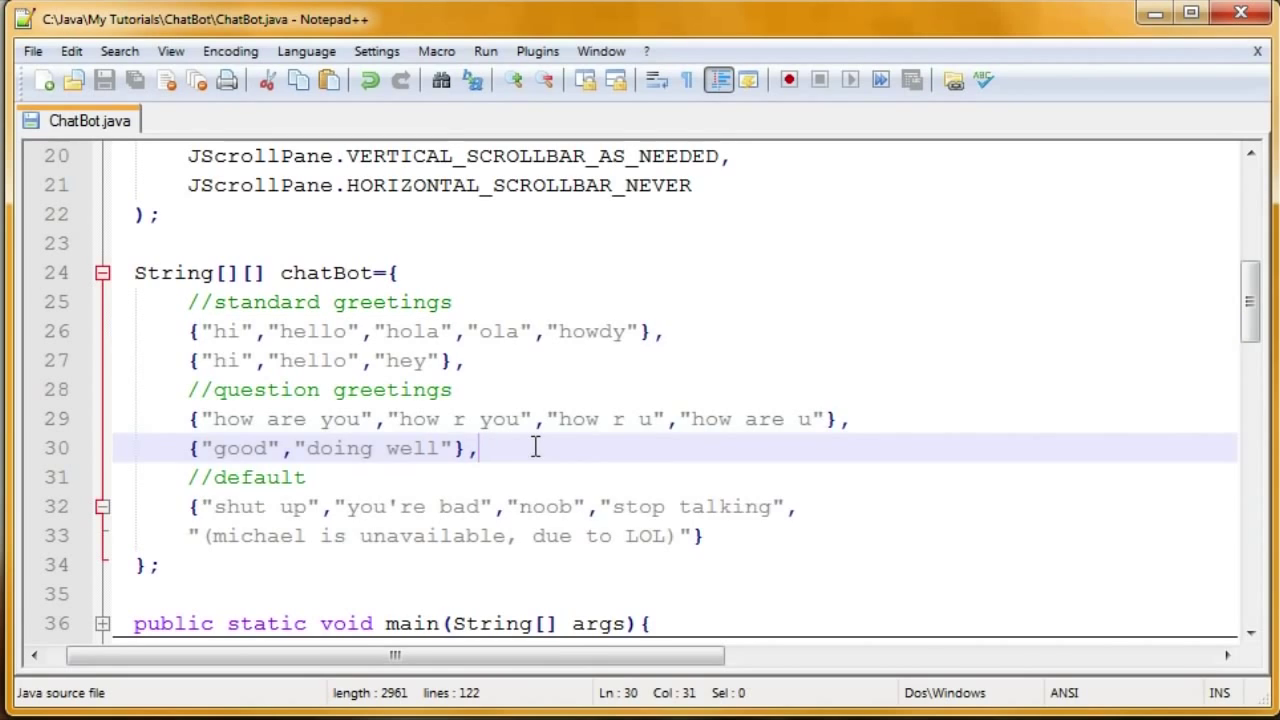 C:\Java\My Tutorials\ChatBot\ChatBot.java - Notepad++
File Edit Search View Encoding Language Settings Macro Run Plugins Window ? X
ABC
ChatBot.java
20 JScrollPane.VERTICAL_SCROLLBAR_AS_NEEDED,
21 JScrollPane.HORIZONTAL_SCROLLBAR_NEVER
22 );
23
24 String[][] chatBot={
25 //standard greetings
26 {"hi","hello","hola","ola","howdy"},
27 {"hi","hello","hey"},
28 //question greetings
29 {"how are you","how r you","how r u","how are u"},
30 {"good","doing well"},
31 //default
32 {"shut up","you're bad","noob","stop talking",
33 "(michael is unavailable, due to LOL)"}
34 };
35
36 public static void main(String[] args){
Java source file length : 2961 lines : 122 Ln : 30 Col : 31 Sel : 0 Dos\Windows ANSI INS